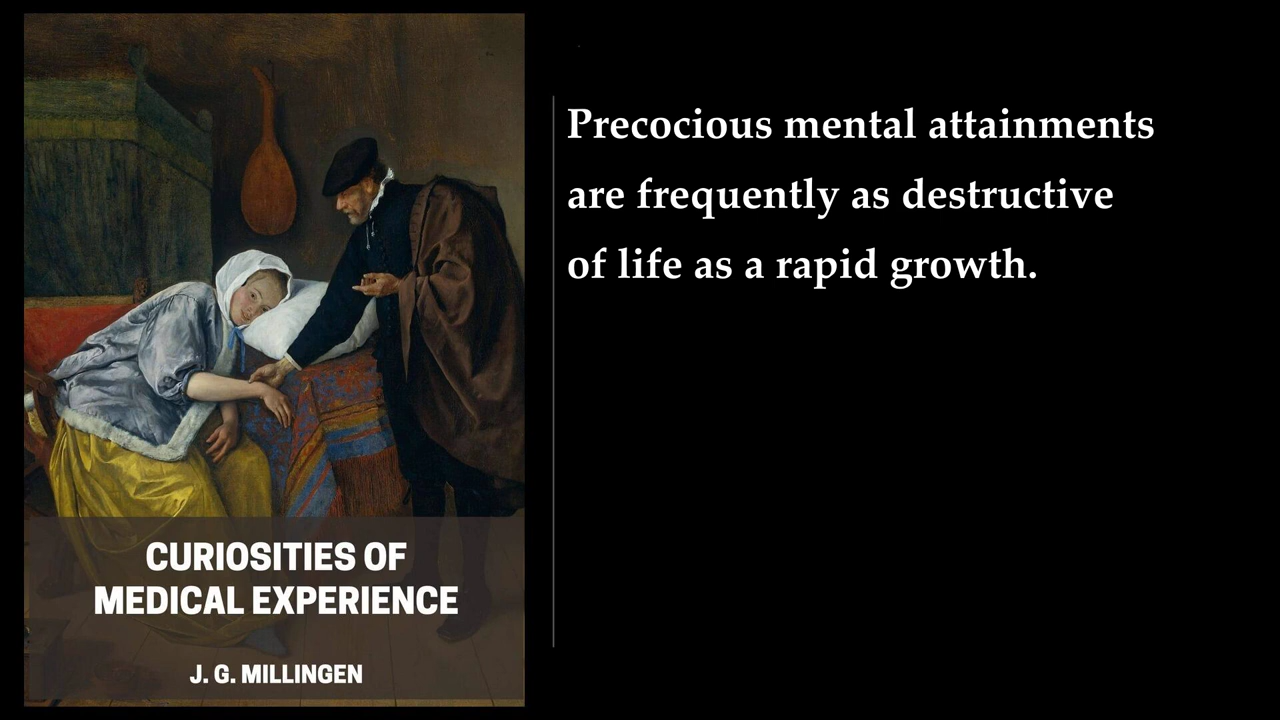 Precocious mental attainments
are frequently as destructive
of life as a rapid growth.
CURIOSITIES OF
MEDICAL EXPERIENCE
J. G. MILLINGEN